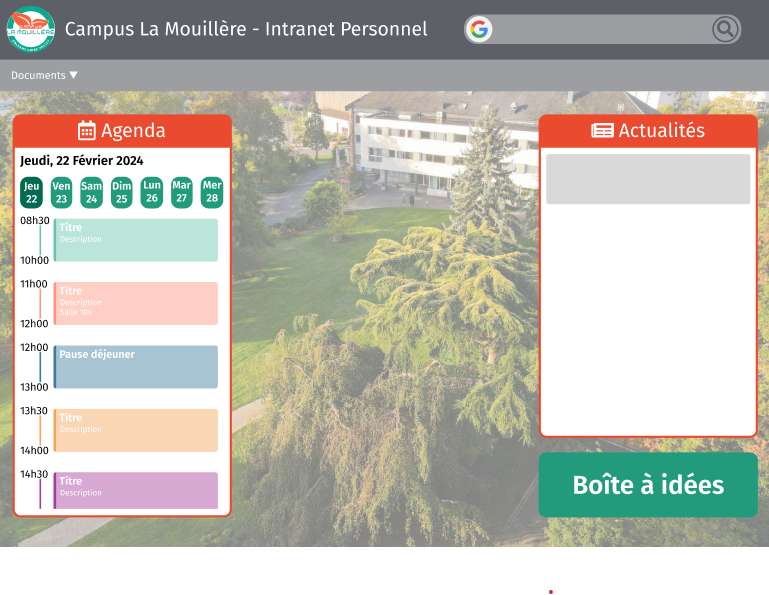 CAMPUS
LA MOUILLÈRE
Campus La Mouillère - Intranet Personnel
Documents ▼
Agenda
Jeudi, 22 Février 2024
Jeu Ven Sam Dim Lun Mar Mer
22 23 24 25 26 27 28
08h30
Titre
Description
10h00
11h00
Titre
Description
Salle 104
12h00
12h00
Pause déjeuner
13h00
13h30
Titre
Description
14h00
14h30
Titre
Description
Actualités
Boîte à idées